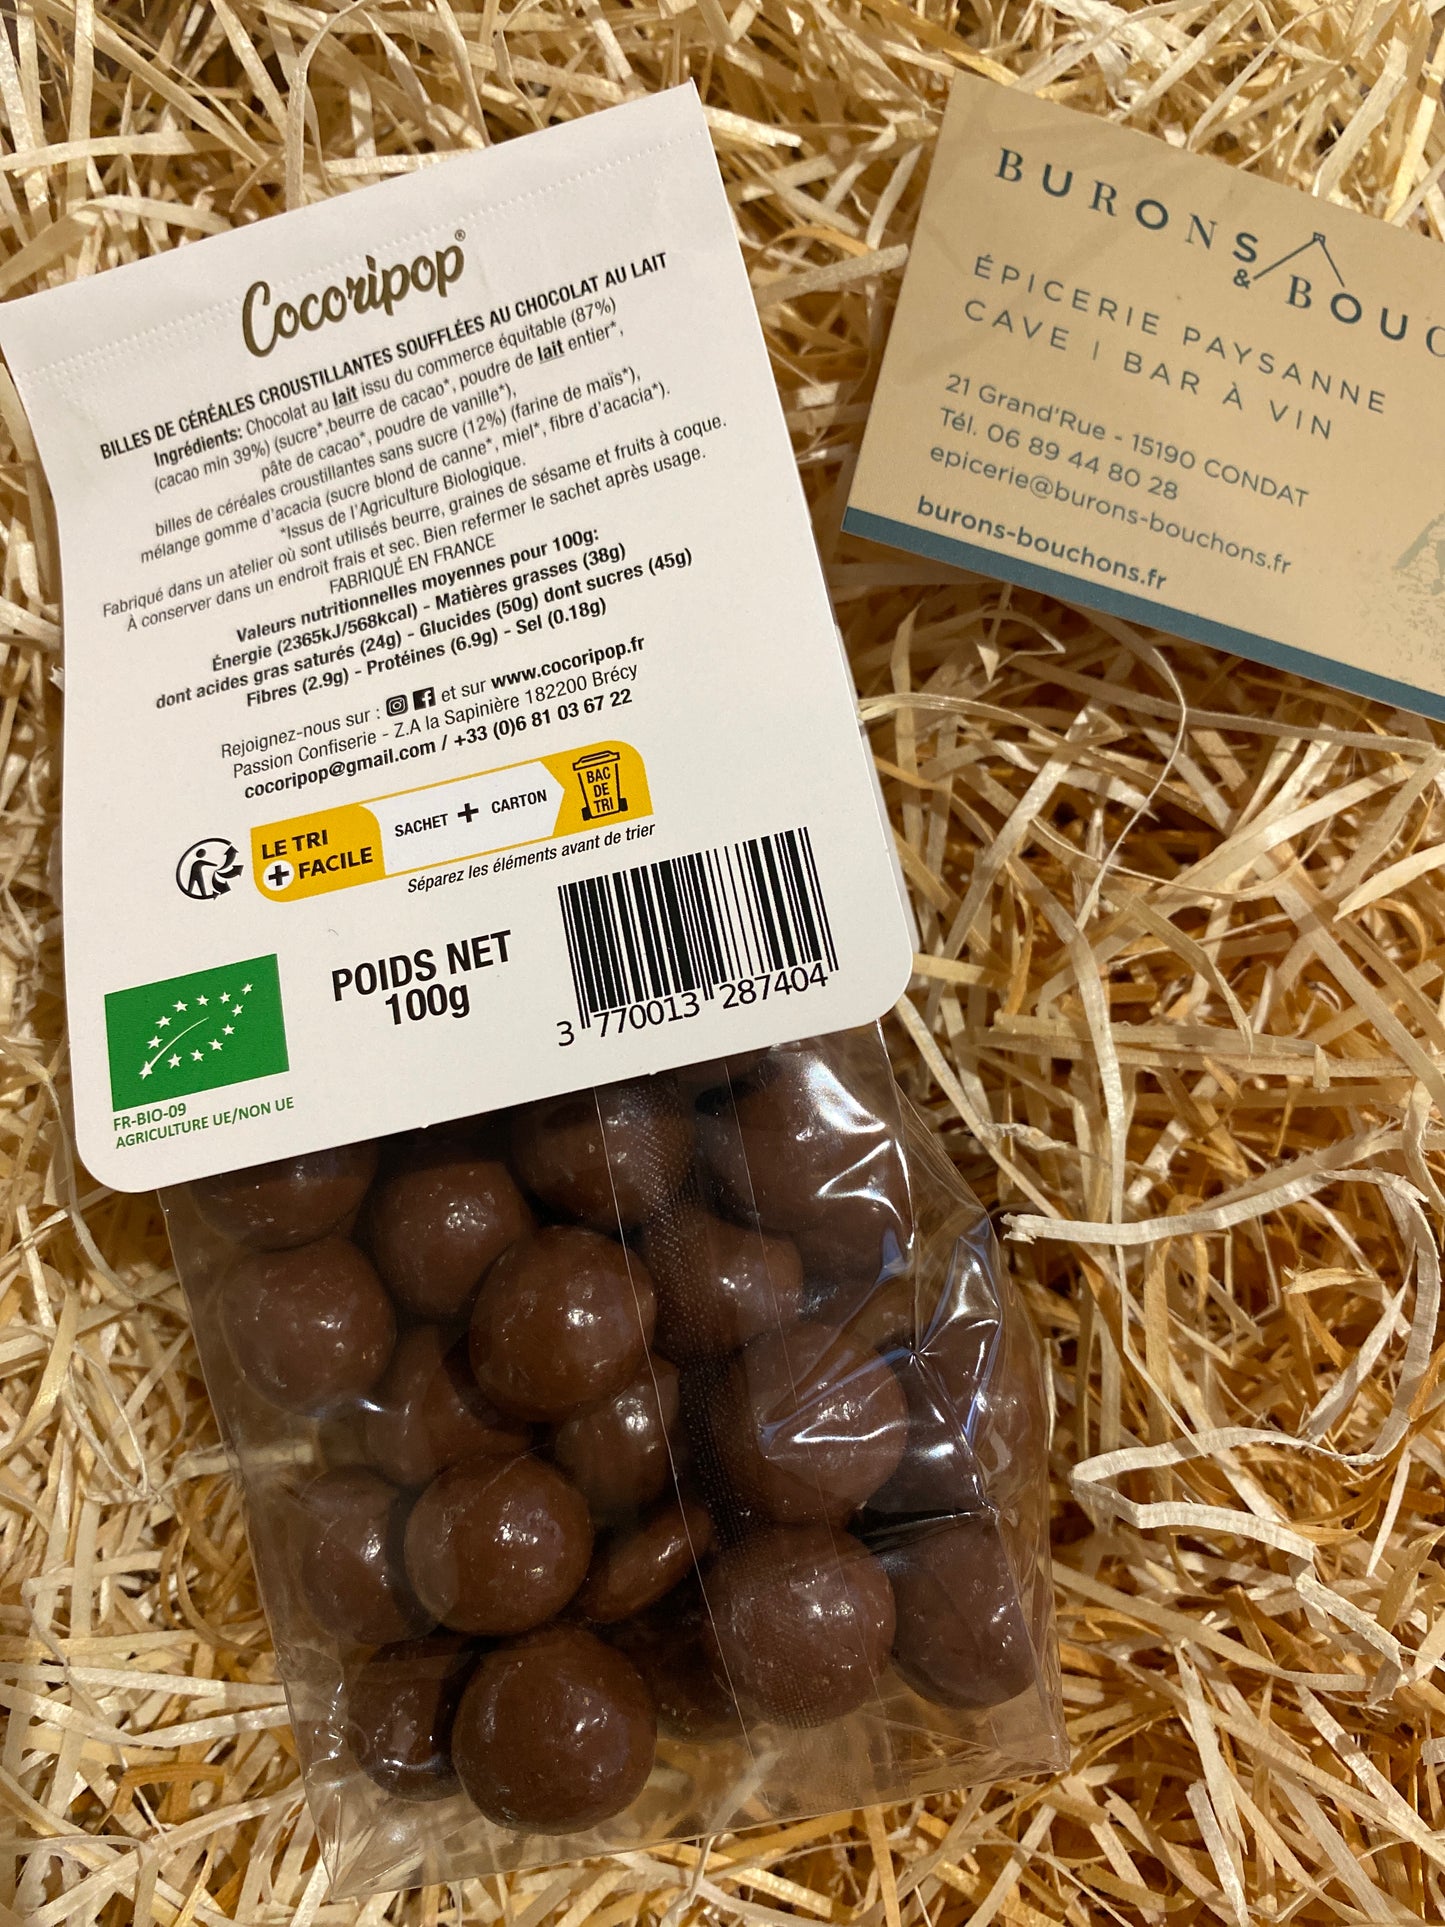 Cocoripop®
BILLES DE CÉRÉALES CROUSTILLANTES SOUFFLÉES AU CHOCOLAT AU LAIT
Ingrédients: Chocolat au lait issu du commerce équitable (87%)
(cacao min 39%) (sucre*,beurre de cacao*, poudre de lait entier*,
pâte de cacao*, poudre de vanille*),
billes de céréales croustillantes sans sucre (12%) (farine de maïs*),
mélange gomme d'acacia (sucre blond de canne*, miel*, fibre d'acacia*).
*Issus de l'Agriculture Biologique.
Fabriqué dans un atelier où sont utilisés beurre, graines de sésame et fruits à coque.
À conserver dans un endroit frais et sec. Bien refermer le sachet après usage.
FABRIQUÉ EN FRANCE
Valeurs nutritionnelles moyennes pour 100g:
Énergie (2365kJ/568kcal) - Matières grasses (38g)
dont acides gras saturés (24g) - Glucides (50g) dont sucres (45g)
Fibres (2.9g) - Protéines (6.9g) - Sel (0.18g)
Rejoignez-nous sur : et sur www.cocoripop.fr
Passion Confiserie - Z.A la Sapinière 182200 Brécy
cocoripop@gmail.com / +33 (0)6 81 03 67 22
LE TRI
+ FACILE
SACHET + CARTON
BAC
DE
TRI
Séparez les éléments avant de trier
POIDS NET
100g
3 770013 287404
FR-BIO-09
AGRICULTURE UE/NON UE
BURONS
& BOUC
ÉPICERIE PAYSANNE
CAVE | BAR À VIN
21 Grand'Rue - 15190 CONDAT
Tél. 06 89 44 80 28
epicerie@burons-bouchons.fr
burons-bouchons.fr